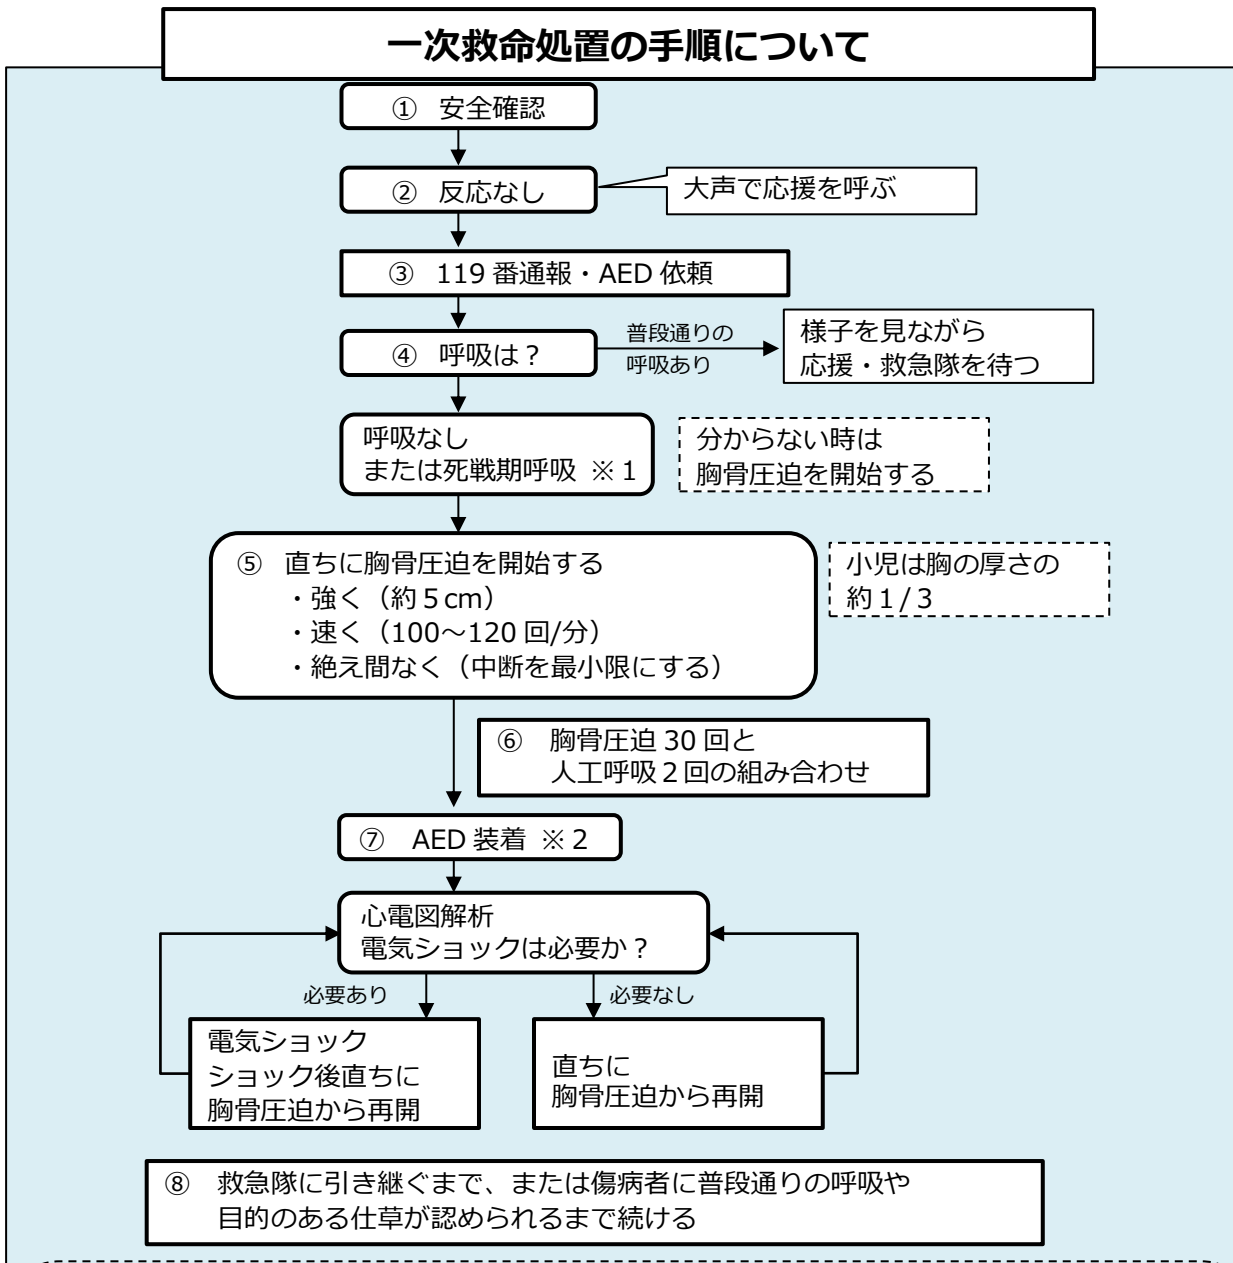 一次救命処置の手順について
① 安全確認
② 反応なし
大声で応援を呼ぶ
③ 119 番通報・AED 依頼
④ 呼吸は？
普段通りの
呼吸あり
様子を見ながら
応援・救急隊を待つ
呼吸なし
または死戦期呼吸 ※１
分からない時は
胸骨圧迫を開始する
⑤ 直ちに胸骨圧迫を開始する
・強く（約５cm）
・速く（100～120 回/分）
・絶え間なく（中断を最小限にする）
小児は胸の厚さの
約１/３
⑥ 胸骨圧迫 30 回と
人工呼吸２回の組み合わせ
⑦ AED 装着 ※２
心電図解析
電気ショックは必要か？
必要あり
必要なし
電気ショック
ショック後直ちに
胸骨圧迫から再開
直ちに
胸骨圧迫から再開
⑧ 救急隊に引き継ぐまで、または傷病者に普段通りの呼吸や
目的のある仕草が認められるまで続ける